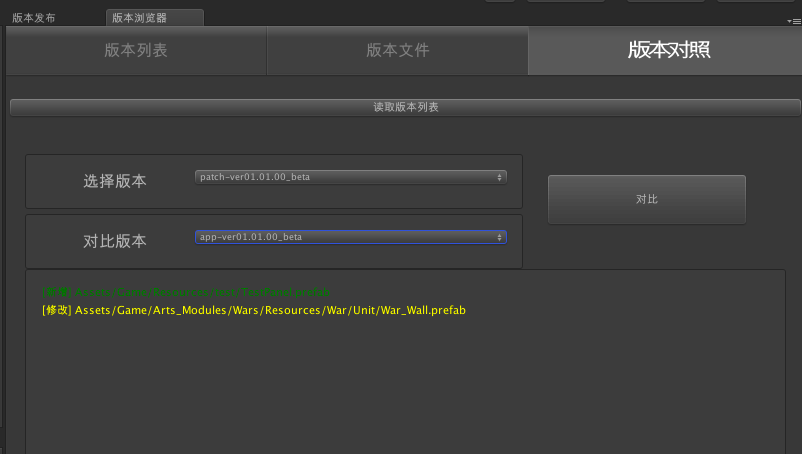 版本发布 版本浏览器
版本列表 版本文件 版本对照
读取版本列表
选择版本 patch-ver01.01.00_beta
对比
对比版本 app-ver01.01.00_beta
Assets/Game/Resources/test/TestPanel.prefab
[修改] Assets/Game/Arts_Modules/Wars/Resources/War/Unit/War_Wall.prefab